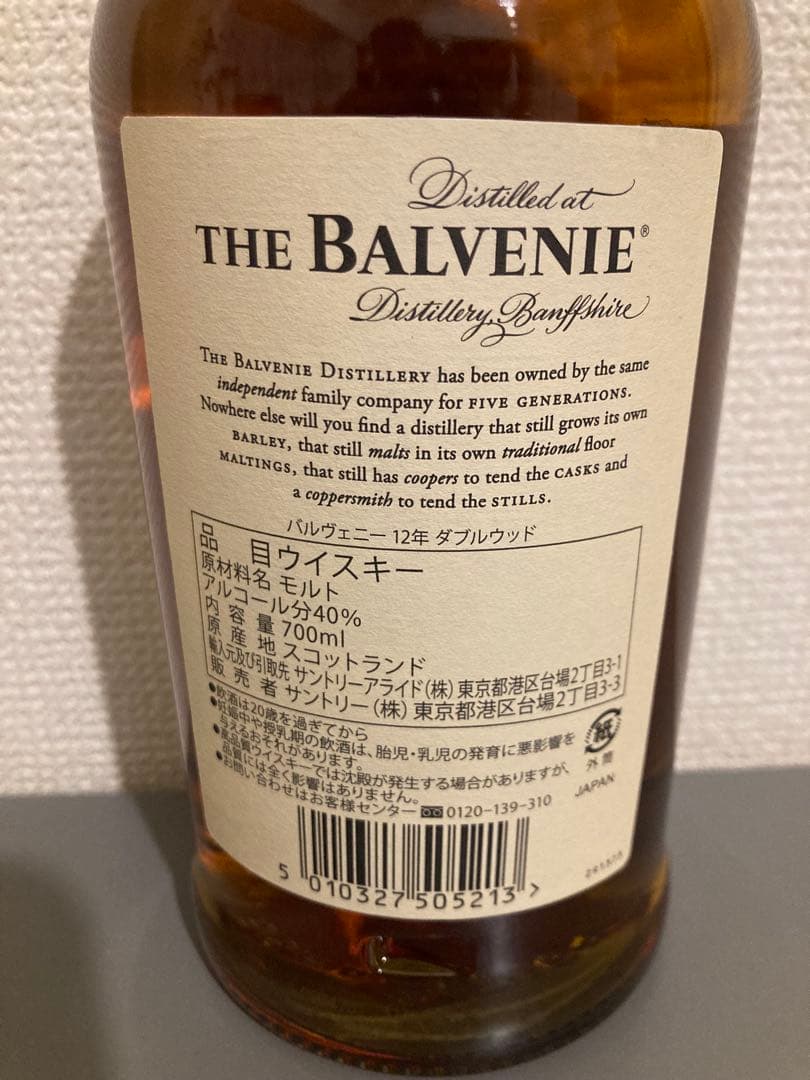 Distilled at
THE BALVENIE®
Distillery, Banffshire
THE BALVENIE DISTILLERY has been owned by the same
independent family company for FIVE GENERATIONS.
Nowhere else will you find a distillery that still grows its own
BARLEY, that still malts in its own traditional floor
MALTINGS, that still has coopers to tend the CASKS and
a coppersmith to tend the STILLS.
バルヴェニー 12年 ダブルウッド
品 目 ウイスキー
原材料名 モルト
アルコール分40%
内容量 700ml
原産地 スコットランド
輸入元及び引取先 サントリーアライド(株) 東京都港区台場2丁目3-1
販売者 サントリー(株) 東京都港区台場2丁目3-3
●飲酒は20歳を過ぎてから
●妊娠中や授乳期の飲酒は、胎児・乳児の発育に悪影響を
与えるおそれがあります。
●高品質ウイスキーでは沈殿が発生する場合がありますが、
品質には全く影響はありません。
●お問い合わせはお客様センター 0120-139-310
紙
外筒
JAPAN
5 010327 505213 >